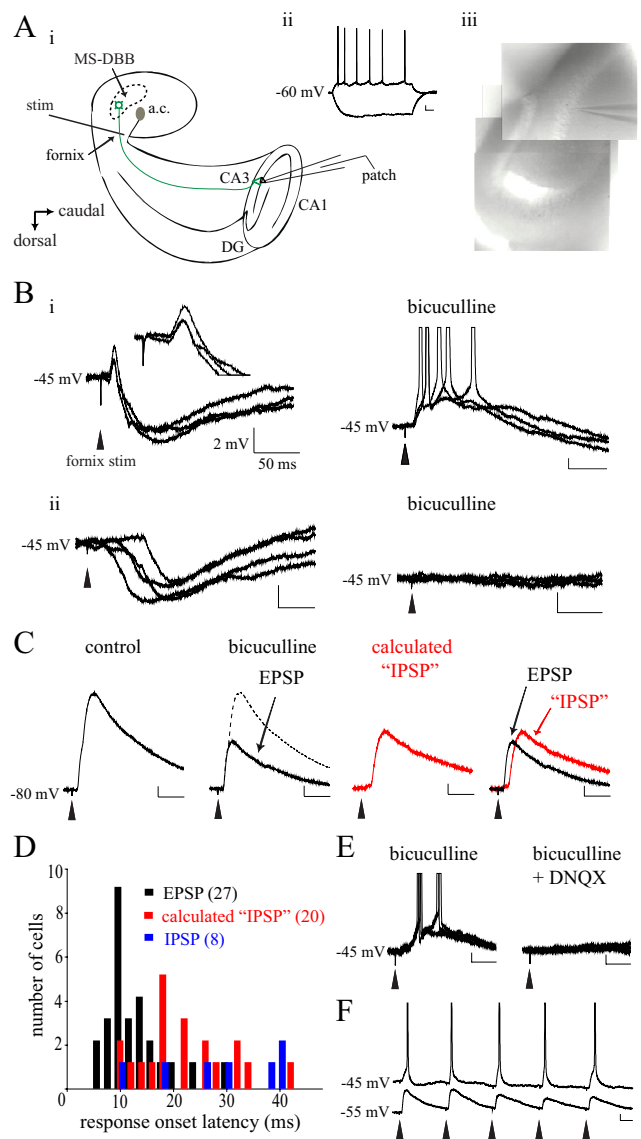 A
i
ii
iii
MS-DBB
stim
a.c.
fornix
CA3
patch
CA1
DG
caudal
dorsal
-60 mV
B
i
bicuculline
-45 mV
-45 mV
2 mV
50 ms
fornix stim
ii
bicuculline
-45 mV
-45 mV
C
control
bicuculline
calculated
“IPSP”
EPSP
EPSP
“IPSP”
-80 mV
D
number of cells
10
8
6
4
2
EPSP (27)
calculated “IPSP” (20)
IPSP (8)
0
10
20
30
40
response onset latency (ms)
E
bicuculline
bicuculline
+ DNQX
-45 mV
-45 mV
F
-45 mV
-55 mV